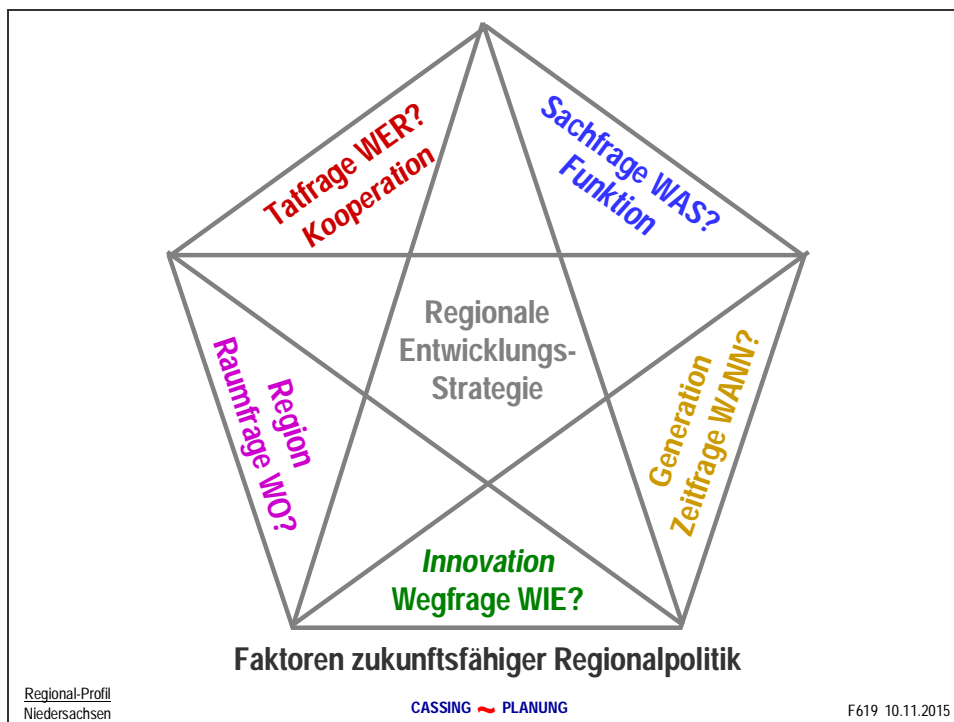 Tatfrage WER?
Kooperation
Sachfrage WAS?
Funktion
Regionale
Entwicklungs-
Strategie
Region
Raumfrage WO?
Generation
Zeitfrage WANN?
Innovation
Wegfrage WIE?
Faktoren zukunftsfähiger Regionalpolitik
Regional-Profil
Niedersachsen
CASSING ~ PLANUNG
F619 10.11.2015